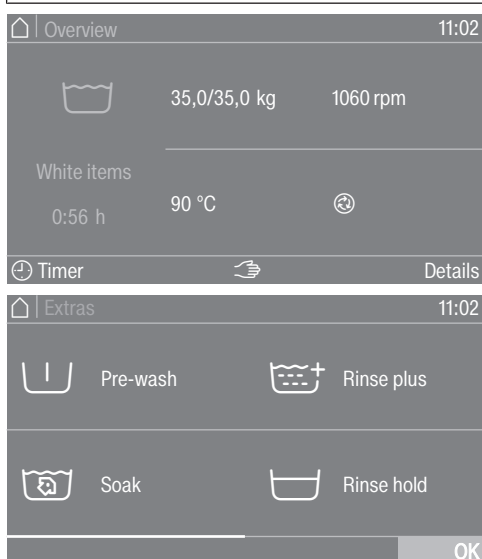 Overview 11:02
35,0/35,0 kg 1060 rpm
White items
0:56 h
90 °C
Timer Details
Extras 11:02
Pre-wash Rinse plus
Soak Rinse hold
OK